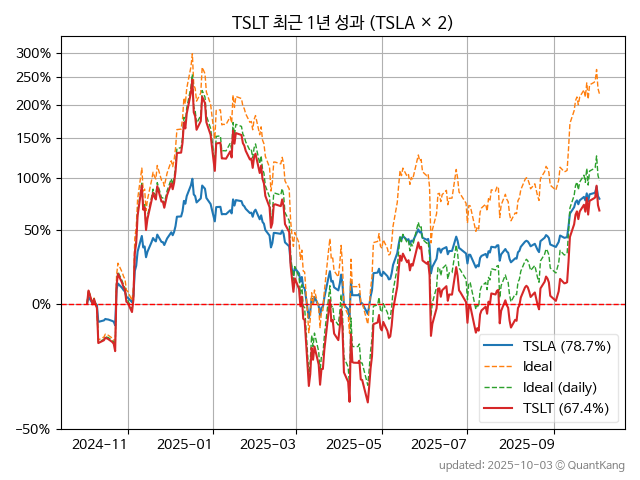 TSLT 최근 1년 성과 (TSLA × 2)
300%
250%
200%
150%
100%
50%
0%
−50%
2024-11
2025-01
2025-03
2025-05
2025-07
2025-09
TSLA (78.7%)
Ideal
Ideal (daily)
TSLT (67.4%)
updated: 2025-10-03 © QuantKang